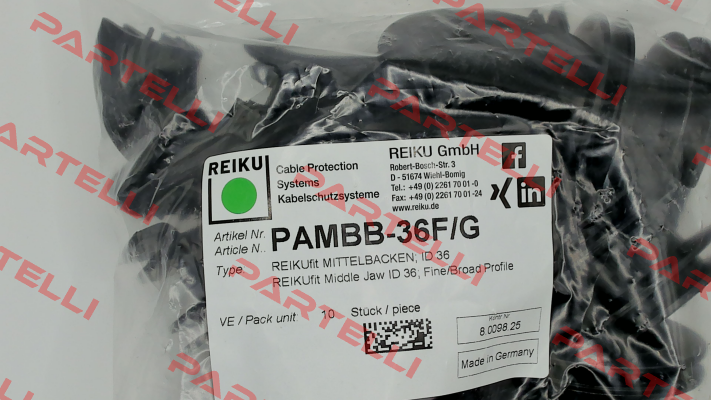 REIKU
Cable Protection
Systems
Kabelschutzsysteme
REIKU GmbH
Robert-Bosch-Str. 3
D - 51674 Wiehl-Bomig
Tel.: +49 (0) 2261 70 01-0
Fax: +49 (0) 2261 70 01-24
www.reiku.de
f
in
Artikel Nr.
Article N..
PAMBB-36F/G
Type
REIKUfit MITTELBACKEN; ID 36
REIKUfit Middle Jaw ID 36, Fine/Broad Profile
VE / Pack unit: 10 Stück / piece
Kontr Nr
8.0098.25
Made in Germany
PARTELLI
PARTELLI
PARTELLI
PARTELLI
PARTELLI
PARTELLI
PARTELLI